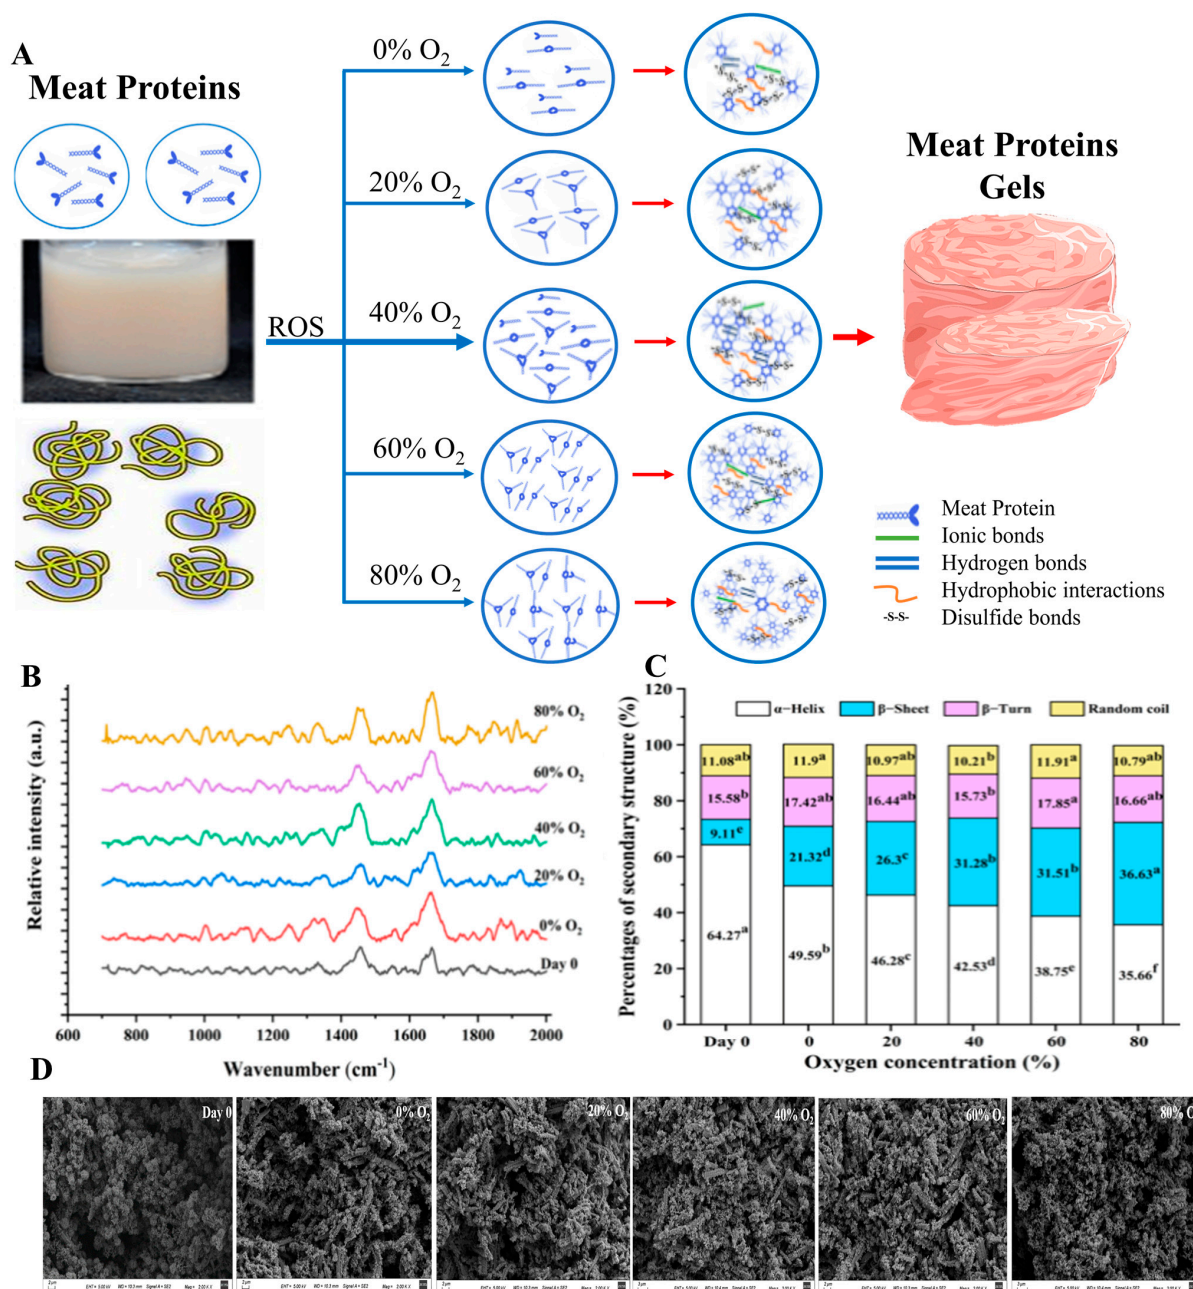 A
Meat Proteins
ROS
0% O₂
20% O₂
40% O₂
60% O₂
80% O₂
-S-S-
Meat Proteins
Gels
Meat Protein
Ionic bonds
Hydrogen bonds
Hydrophobic interactions
-S-S- Disulfide bonds
B
Relative intensity (a.u.)
80% O₂
60% O₂
40% O₂
20% O₂
0% O₂
Day 0
600 800 1000 1200 1400 1600 1800 2000
Wavenumber (cm⁻¹)
C
Percentages of secondary structure (%)
120
100
80
60
40
20
0
α−Helix β−Sheet β−Turn Random coil
11.08ᵃᵇ 11.9ᵃ 10.97ᵃᵇ 10.21ᵇ 11.91ᵃ 10.79ᵃᵇ
15.58ᵇ 17.42ᵃᵇ 16.44ᵃᵇ 15.73ᵇ 17.85ᵃ 16.66ᵃᵇ
9.11ᵉ 21.32ᵈ 26.3ᶜ 31.28ᵇ 31.51ᵇ 36.63ᵃ
64.27ᵃ 49.59ᵇ 46.28ᶜ 42.53ᵈ 38.75ᵉ 35.66ᶠ
Day 0 0 20 40 60 80
Oxygen concentration (%)
D
Day 0
0% O₂
20% O₂
40% O₂
60% O₂
80% O